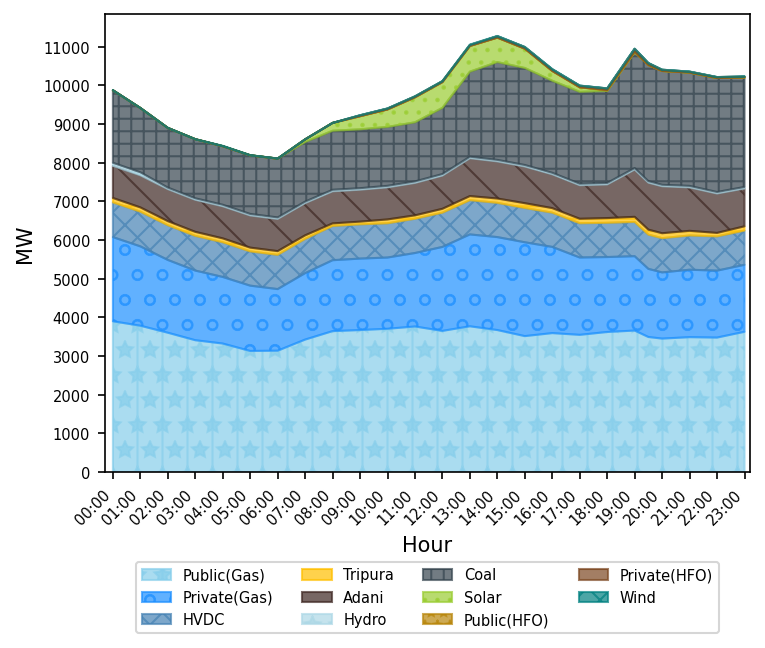 11000
10000
9000
8000
7000
6000
5000
4000
3000
2000
1000
0
MW
00:00 01:00 02:00 03:00 04:00 05:00 06:00 07:00 08:00 09:00 10:00 11:00 12:00 13:00 14:00 15:00 16:00 17:00 18:00 19:00 20:00 21:00 22:00 23:00
Hour
Public(Gas) Tripura Coal Private(HFO)
Private(Gas) Adani Solar Wind
HVDC Hydro Public(HFO)